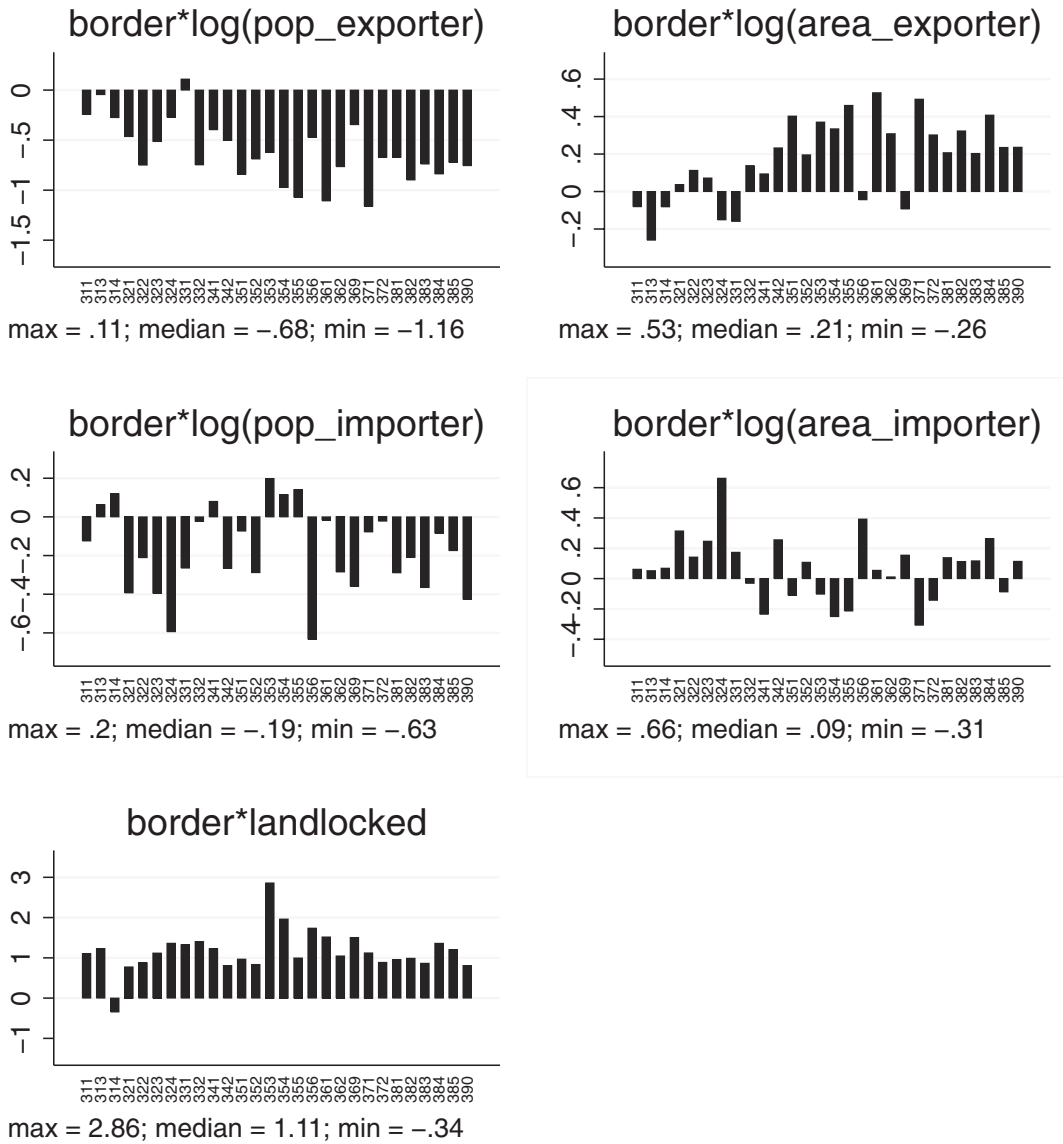 border*log(pop_exporter)
0
−.5
−1
−1.5
311 313 314 321 322 323 324 331 332 341 342 351 352 353 354 355 356 361 362 369 371 372 381 382 383 384 385 390
max = .11; median = −.68; min = −1.16
border*log(area_exporter)
.6
.4
.2
0
−.2
311 313 314 321 322 323 324 331 332 341 342 351 352 353 354 355 356 361 362 369 371 372 381 382 383 384 385 390
max = .53; median = .21; min = −.26
border*log(pop_importer)
.2
0
−.2
−.4
−.6
311 313 314 321 322 323 324 331 332 341 342 351 352 353 354 355 356 361 362 369 371 372 381 382 383 384 385 390
max = .2; median = −.19; min = −.63
border*log(area_importer)
.6
.4
.2
0
−.2
−.4
311 313 314 321 322 323 324 331 332 341 342 351 352 353 354 355 356 361 362 369 371 372 381 382 383 384 385 390
max = .66; median = .09; min = −.31
border*landlocked
3
2
1
0
−1
311 313 314 321 322 323 324 331 332 341 342 351 352 353 354 355 356 361 362 369 371 372 381 382 383 384 385 390
max = 2.86; median = 1.11; min = −.34